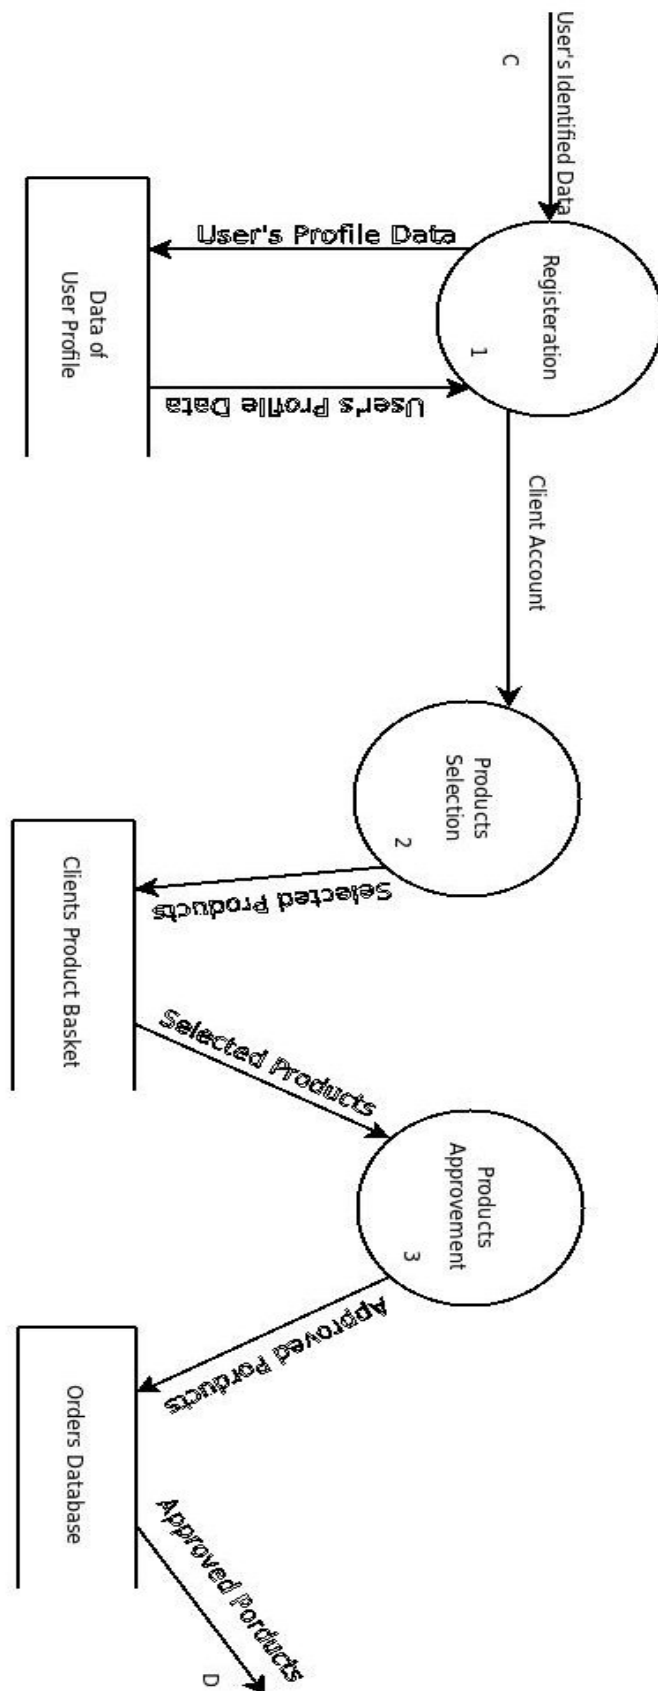 User's Identified Data
C
Registeration
1
User's Profile Data
Data of
User Profile
User's Profile Data
Client Account
Products
Selection
2
Selected Products
Clients Product Basket
Selected Products
Products
Approvement
3
Approved Porducts
Orders Database
Approved Porducts
D